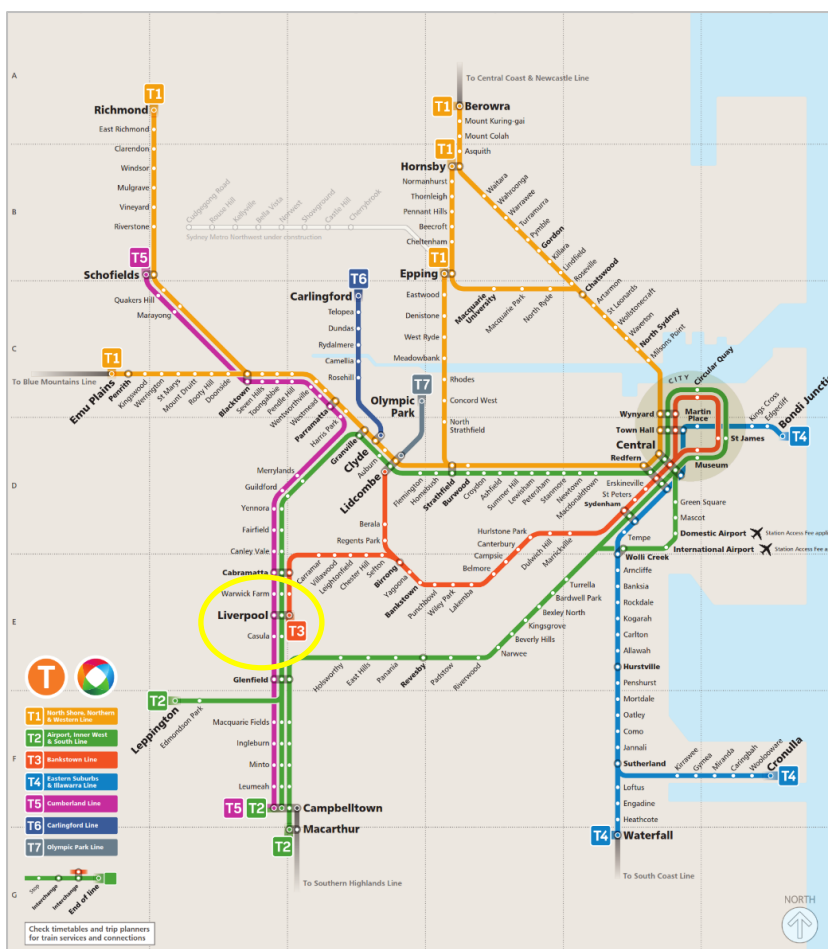 A
To Central Coast & Newcastle Line
T1
Richmond
T1
Berowra
East Richmond
Mount Kuring-gai
Clarendon
Mount Colah
Asquith
Windsor
T1
Hornsby
Mulgrave
Normanhurst
Waitara
Vineyard
Thornleigh
Wahroonga
B
Riverstone
Pennant Hills
Warrawee
Cudgegong Road
Rouse Hill
Kellyville
Bella Vista
Norwest
Showground
Castle Hill
Cherrybrook
Beecroft
Turramurra
Sydney Metro Northwest under construction
Cheltenham
Pymble
Gordon
Killara
Lindfield
Roseville
Chatswood
T5
Schofields
T6
Carlingford
T1
Epping
Quakers Hill
Marayong
Telopea
Eastwood
Macquarie University
Macquarie Park
North Ryde
Artarmon
St Leonards
Wollstonecraft
Waverton
North Sydney
Milsons Point
Dundas
Denistone
Rydalmere
West Ryde
C
Camellia
Meadowbank
T1
To Blue Mountains Line
Emu Plains
Penrith
Kingswood
Werrington
St Marys
Mount Druitt
Rooty Hill
Doonside
Blacktown
Seven Hills
Toongabbie
Pendle Hill
Wentworthville
Westmead
Parramatta
Harris Park
Rosehill
T7
Olympic Park
Rhodes
Concord West
North Strathfield
CITY
Circular Quay
Wynyard
Martin Place
Kings Cross
Edgecliff
Bondi Junction
T4
Town Hall
St James
Central
Museum
Redfern
Granville
Clyde
Auburn
Lidcombe
Flemington
Homebush
Strathfield
Burwood
Croydon
Ashfield
Summer Hill
Lewisham
Petersham
Stanmore
Newtown
Macdonaldtown
Erskineville
St Peters
Sydenham
D
Merrylands
Guildford
Yennora
Fairfield
Canley Vale
Cabramatta
Berala
Regents Park
Green Square
Mascot
Domestic Airport
Station Access Fee appli
International Airport
Station Access Fee a
Tempe
Wolli Creek
Carramar
Villawood
Leightonfield
Chester Hill
Sefton
Birrong
Yagoona
Bankstown
Punchbowl
Wiley Park
Lakemba
Belmore
Campsie
Canterbury
Hurlstone Park
Dulwich Hill
Marrickville
Warwick Farm
E
Liverpool
T3
Casula
Glenfield
Holsworthy
East Hills
Panania
Revesby
Padstow
Riverwood
Narwee
Beverly Hills
Kingsgrove
Bexley North
Bardwell Park
Turrella
Arncliffe
Banksia
Rockdale
Kogarah
Carlton
Allawah
Hurstville
Penshurst
Mortdale
Oatley
Como
Jannali
Sutherland
Kirrawee
Gymea
Miranda
Caringbah
Woolooware
Cronulla
T4
Loftus
Engadine
Heathcote
T4
Waterfall
To South Coast Line
T2
Leppington
Edmondson Park
F
Macquarie Fields
Ingleburn
Minto
Leumeah
T5
T2
Campbelltown
T2
Macarthur
To Southern Highlands Line
T
T1 North Shore, Northern & Western Line
T2 Airport, Inner West & South Line
T3 Bankstown Line
T4 Eastern Suburbs & Illawarra Line
T5 Cumberland Line
T6 Carlingford Line
T7 Olympic Park Line
Stop
Interchange
Interchange
End of line
G
Check timetables and trip planners
for train services and connections
NORTH